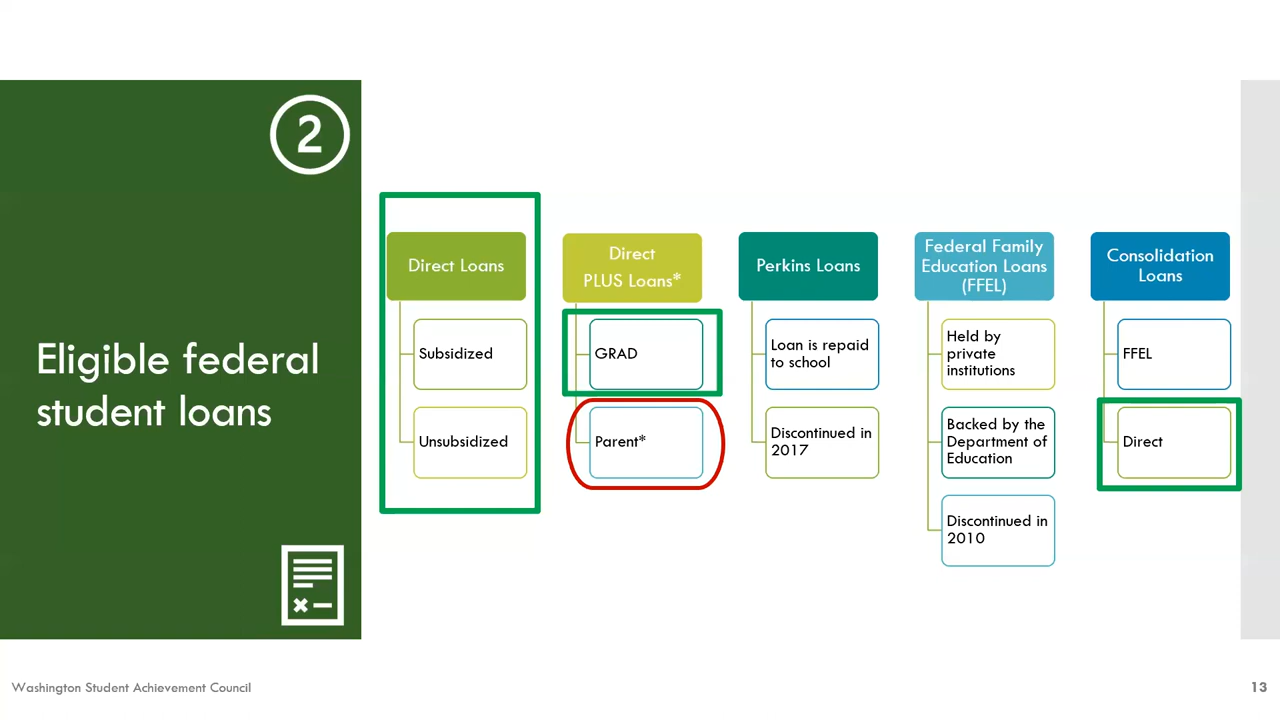 2
Eligible federal
student loans
Direct Loans
Subsidized
Unsubsidized
Direct
PLUS Loans*
GRAD
Parent*
Perkins Loans
Loan is repaid
to school
Discontinued in
2017
Federal Family
Education Loans
(FFEL)
Held by
private
institutions
Backed by the
Department of
Education
Discontinued in
2010
Consolidation
Loans
FFEL
Direct
Washington Student Achievement Council
13